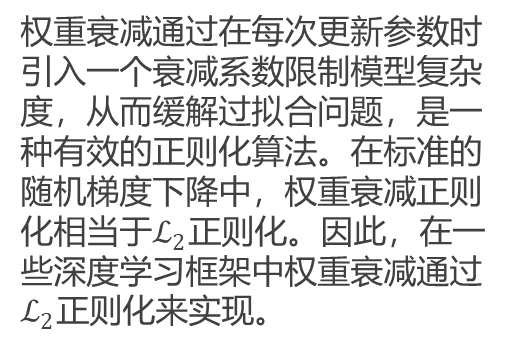 权重衰减通过在每次更新参数时
引入一个衰减系数限制模型复杂
度，从而缓解过拟合问题，是一
种有效的正则化算法。在标准的
随机梯度下降中，权重衰减正则
化相当于ℒ₂正则化。因此，在一
些深度学习框架中权重衰减通过
ℒ₂正则化来实现。